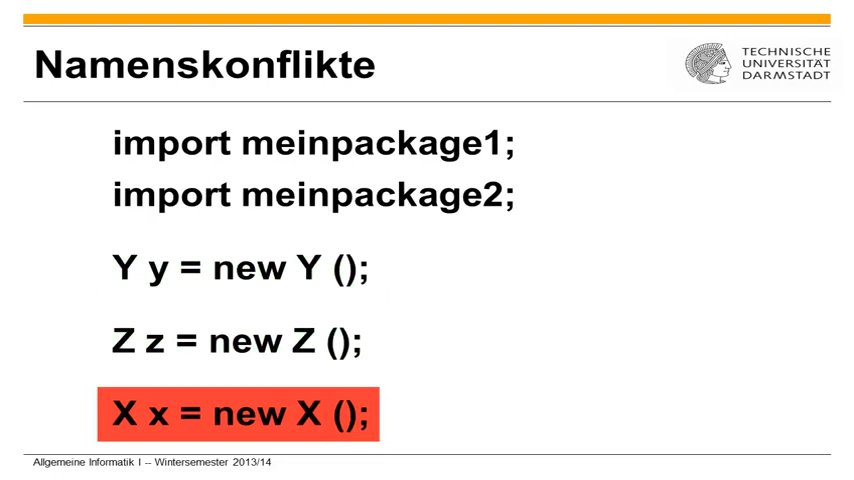 Namenskonflikte
TECHNISCHE
UNIVERSITÄT
DARMSTADT
import meinpackage1;
import meinpackage2;
Y y = new Y ();
Z z = new Z ();
X x = new X ();
Allgemeine Informatik I -- Wintersemester 2013/14